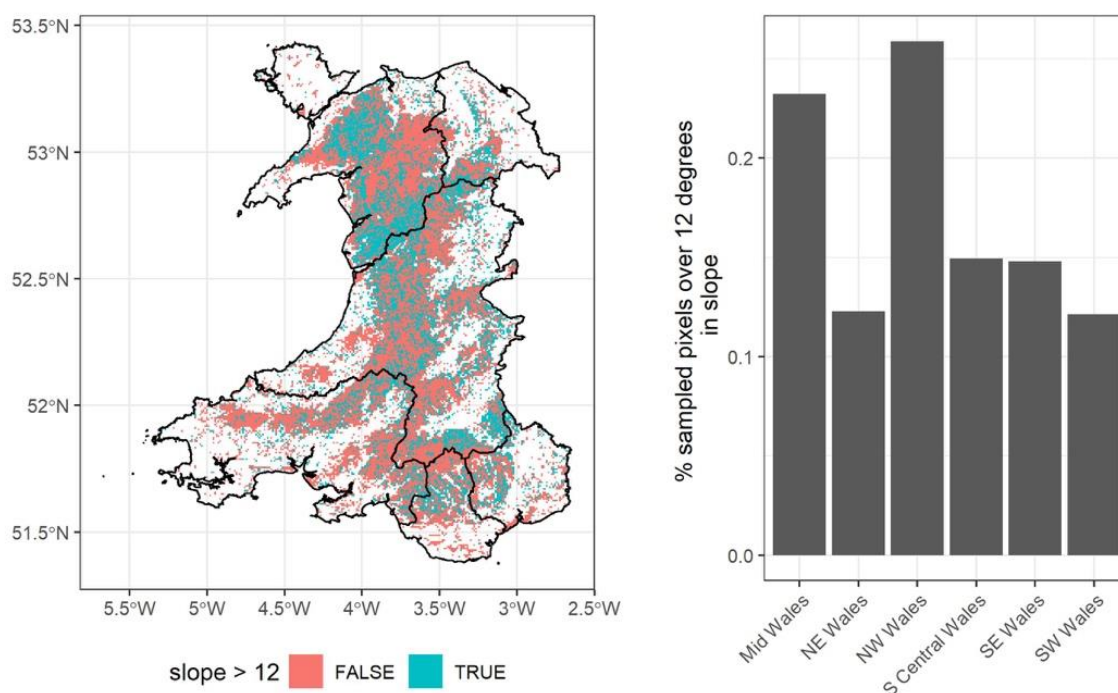 53.5°N
53°N
52.5°N
52°N
51.5°N
5.5°W 5°W 4.5°W 4°W 3.5°W 3°W 2.5°W
slope > 12 FALSE TRUE
% sampled pixels over 12 degrees
in slope
0.2
0.1
0.0
Mid Wales
NE Wales
NW Wales
S Central Wales
SE Wales
SW Wales